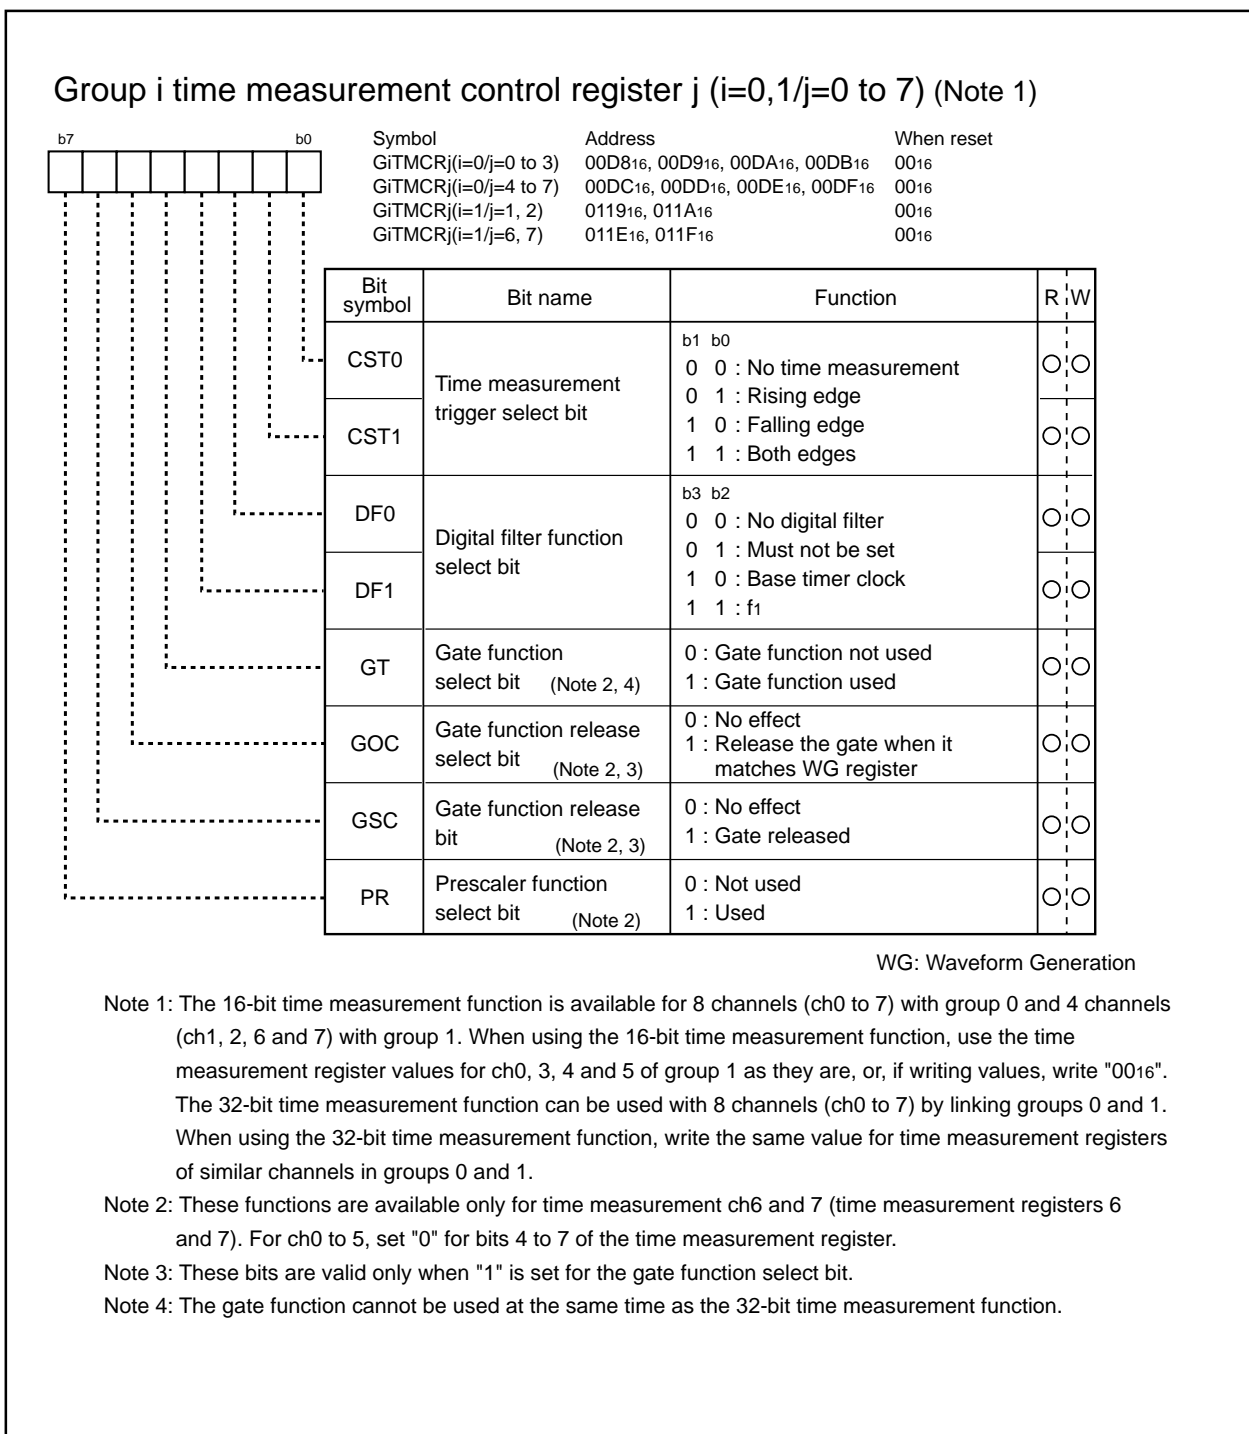 Group i time measurement control register j (i=0,1/j=0 to 7) (Note 1)
b7 b0
Symbol Address When reset
GiTMCRj(i=0/j=0 to 3) 00D816, 00D916, 00DA16, 00DB16 0016
GiTMCRj(i=0/j=4 to 7) 00DC16, 00DD16, 00DE16, 00DF16 0016
GiTMCRj(i=1/j=1, 2) 011916, 011A16 0016
GiTMCRj(i=1/j=6, 7) 011E16, 011F16 0016
Bit symbol Bit name Function R W
CST0
CST1
Time measurement
trigger select bit
b1 b0
0 0 : No time measurement
0 1 : Rising edge
1 0 : Falling edge
1 1 : Both edges
DF0
DF1
Digital filter function
select bit
b3 b2
0 0 : No digital filter
0 1 : Must not be set
1 0 : Base timer clock
1 1 : f1
GT
Gate function
select bit (Note 2, 4)
0 : Gate function not used
1 : Gate function used
GOC
Gate function release
select bit (Note 2, 3)
0 : No effect
1 : Release the gate when it
matches WG register
GSC
Gate function release
bit (Note 2, 3)
0 : No effect
1 : Gate released
PR
Prescaler function
select bit (Note 2)
0 : Not used
1 : Used
WG: Waveform Generation
Note 1: The 16-bit time measurement function is available for 8 channels (ch0 to 7) with group 0 and 4 channels
(ch1, 2, 6 and 7) with group 1. When using the 16-bit time measurement function, use the time
measurement register values for ch0, 3, 4 and 5 of group 1 as they are, or, if writing values, write "0016".
The 32-bit time measurement function can be used with 8 channels (ch0 to 7) by linking groups 0 and 1.
When using the 32-bit time measurement function, write the same value for time measurement registers
of similar channels in groups 0 and 1.
Note 2: These functions are available only for time measurement ch6 and 7 (time measurement registers 6
and 7). For ch0 to 5, set "0" for bits 4 to 7 of the time measurement register.
Note 3: These bits are valid only when "1" is set for the gate function select bit.
Note 4: The gate function cannot be used at the same time as the 32-bit time measurement function.